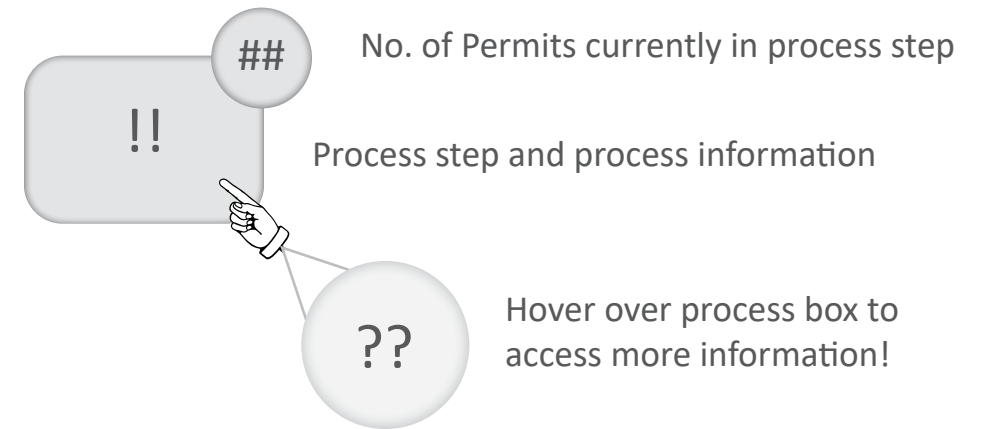 ##
No. of Permits currently in process step
!!
Process step and process information
Hover over process box to
access more information!
??